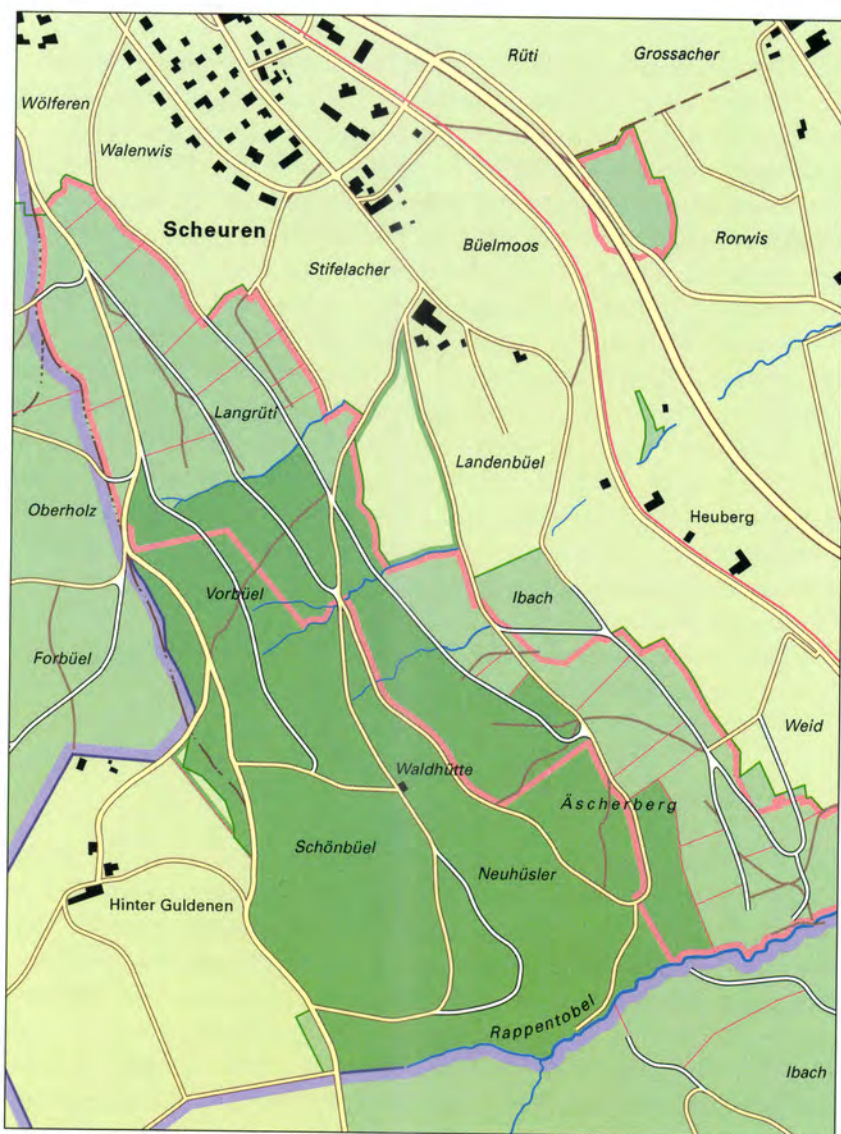 Rüti
Grossacher
Wölferen
Walenwis
Scheuren
Büelmoos
Rorwis
Stifelacher
Langrüti
Landenbüel
Oberholz
Heuberg
Vorbüel
Ibach
Forbüel
Weid
Waldhütte
Äscherberg
Schönbüel
Neuhüsler
Hinter Guldenen
Rappentobel
Ibach